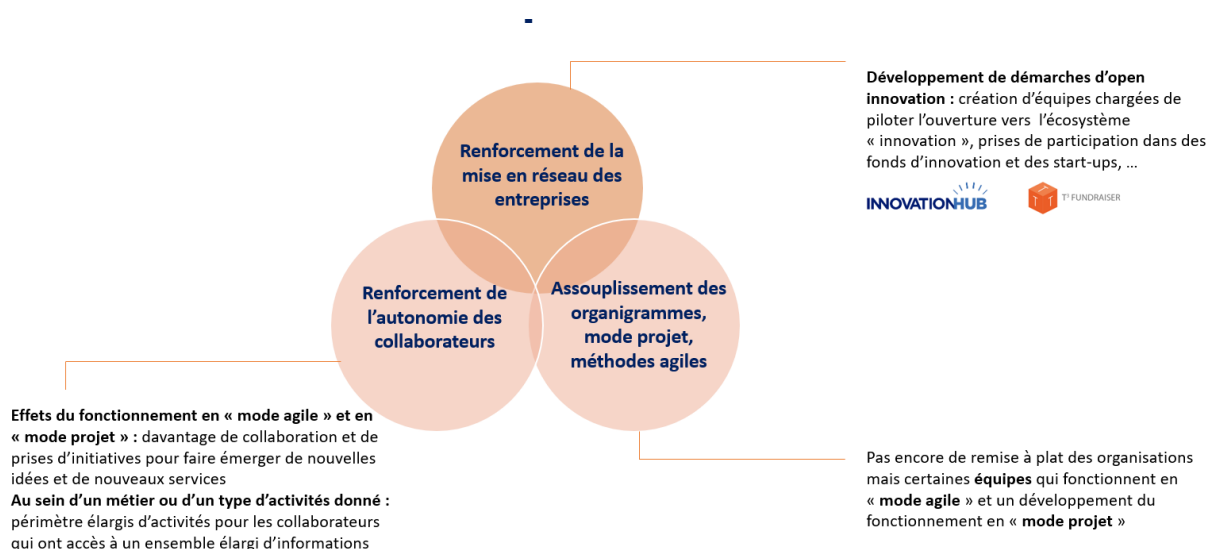 -
Développement de démarches d’open
innovation : création d’équipes chargées de
piloter l’ouverture vers l’écosystème
« innovation », prises de participation dans des
fonds d’innovation et des start-ups, ...
INNOVATIONHUB
T³ FUNDRAISER
Renforcement de la
mise en réseau des
entreprises
Renforcement de
l’autonomie des
collaborateurs
Assouplissement des
organigrammes,
mode projet,
méthodes agiles
Effets du fonctionnement en « mode agile » et en
« mode projet » : davantage de collaboration et de
prises d’initiatives pour faire émerger de nouvelles
idées et de nouveaux services
Au sein d’un métier ou d’un type d’activités donné :
périmètre élargis d’activités pour les collaborateurs
qui ont accès à un ensemble élargi d’informations
Pas encore de remise à plat des organisations
mais certaines équipes qui fonctionnent en
« mode agile » et un développement du
fonctionnement en « mode projet »